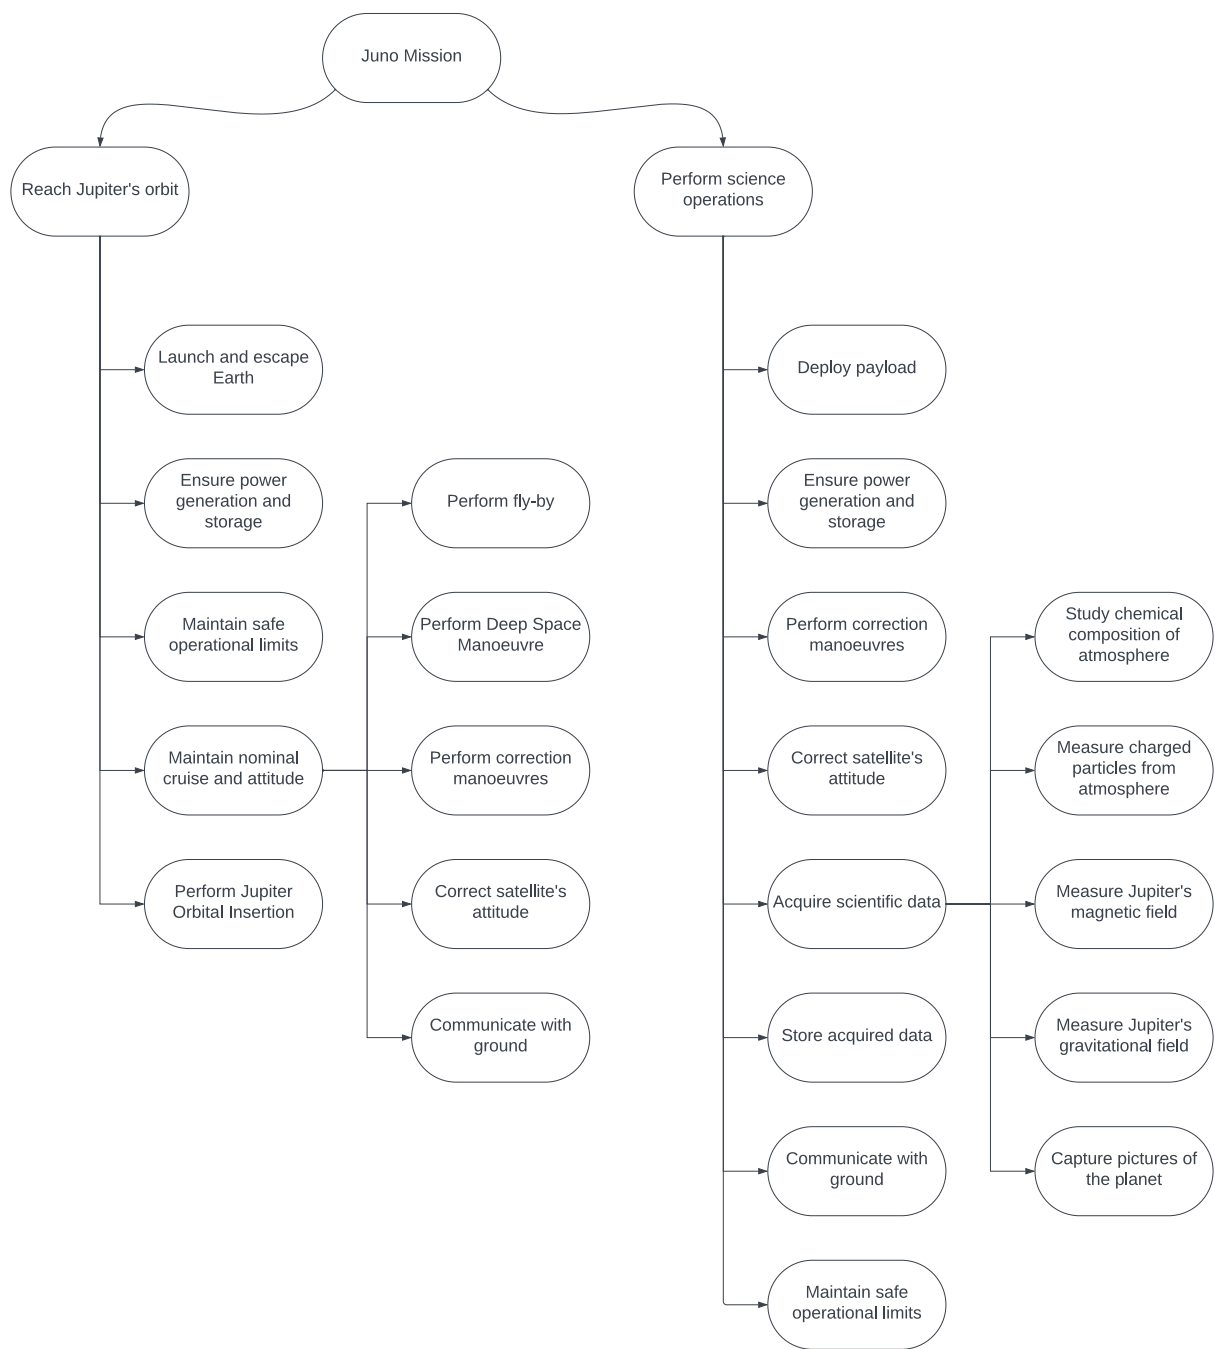 Juno Mission
Reach Jupiter's orbit
Perform science
operations
Launch and escape
Earth
Ensure power
generation and
storage
Maintain safe
operational limits
Maintain nominal
cruise and attitude
Perform Jupiter
Orbital Insertion
Perform fly-by
Perform Deep Space
Manoeuvre
Perform correction
manoeuvres
Correct satellite's
attitude
Communicate with
ground
Deploy payload
Ensure power
generation and
storage
Perform correction
manoeuvres
Correct satellite's
attitude
Acquire scientific data
Store acquired data
Communicate with
ground
Maintain safe
operational limits
Study chemical
composition of
atmosphere
Measure charged
particles from
atmosphere
Measure Jupiter's
magnetic field
Measure Jupiter's
gravitational field
Capture pictures of
the planet